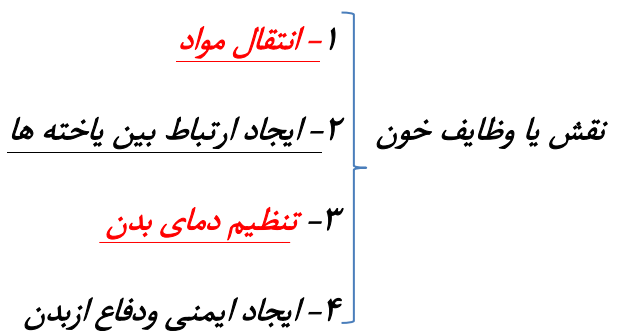 نقش یا وظایف خون
۱- انتقال مواد
۲- ایجاد ارتباط بین یاخته ها
۳- تنظیم دمای بدن
۴- ایجاد ایمنی ودفاع ازبدن